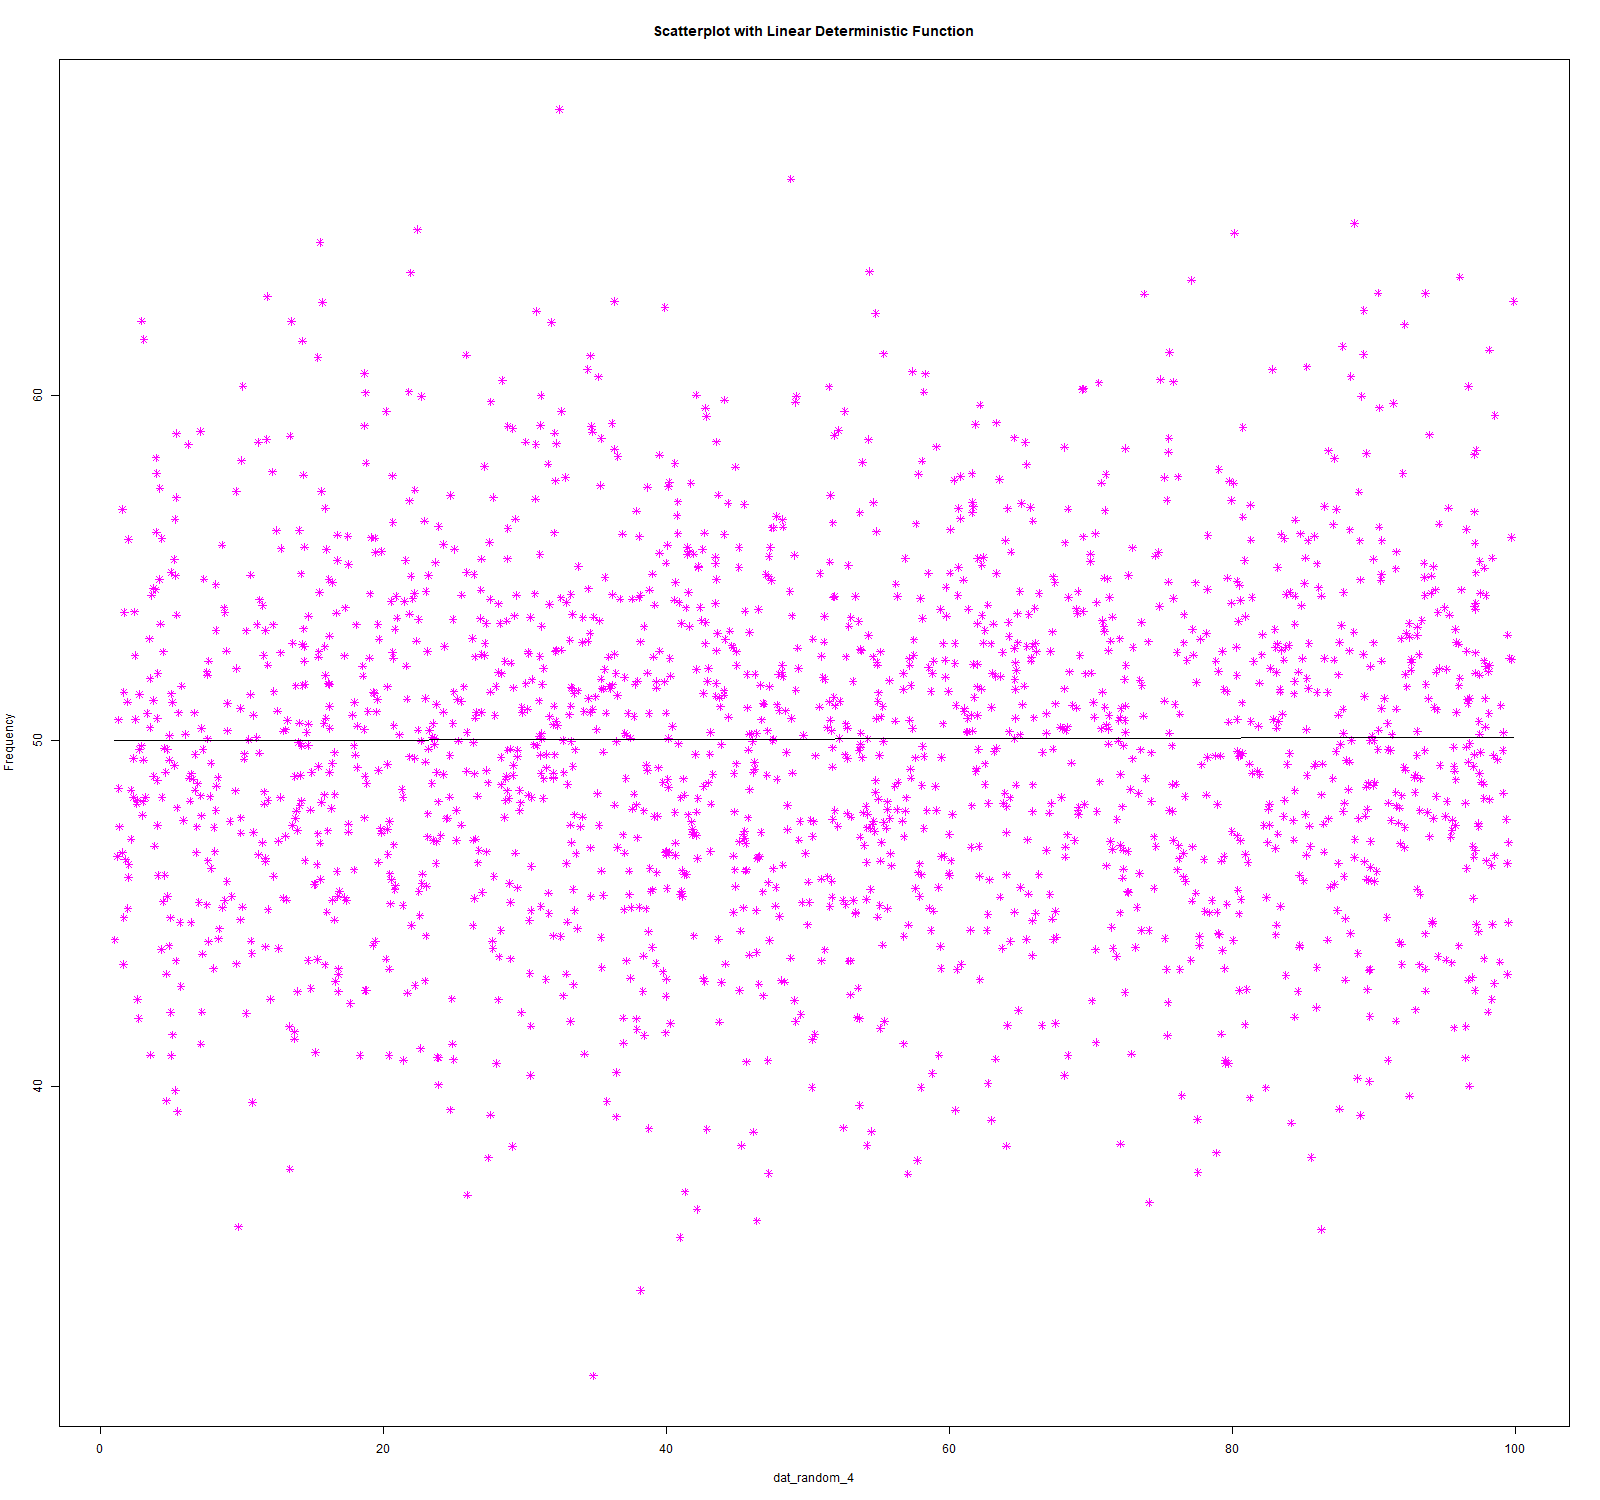 Scatterplot with Linear Deterministic Function
Frequency
60
50
40
0 20 40 60 80 100
dat_random_4